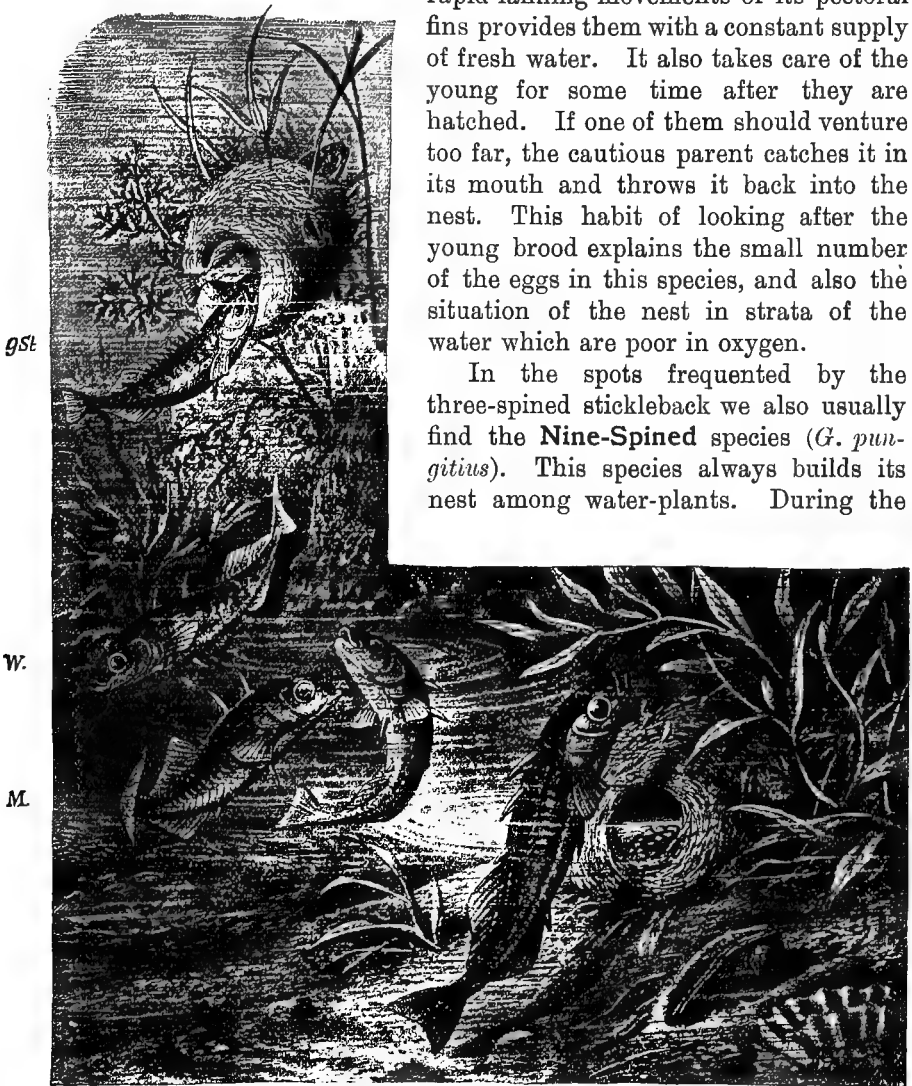 rapid fanning movements of its pectoral
fins provides them with a constant supply
of fresh water. It also takes care of the
young for some time after they are
hatched. If one of them should venture
too far, the cautious parent catches it in
its mouth and throws it back into the
nest. This habit of looking after the
young brood explains the small number
of the eggs in this species, and also the
situation of the nest in strata of the
water which are poor in oxygen.
In the spots frequented by the
three-spined stickleback we also usually
find the Nine-Spined species (G. pun-
gitius). This species always builds its
nest among water-plants. During the
gSt
W.
M.